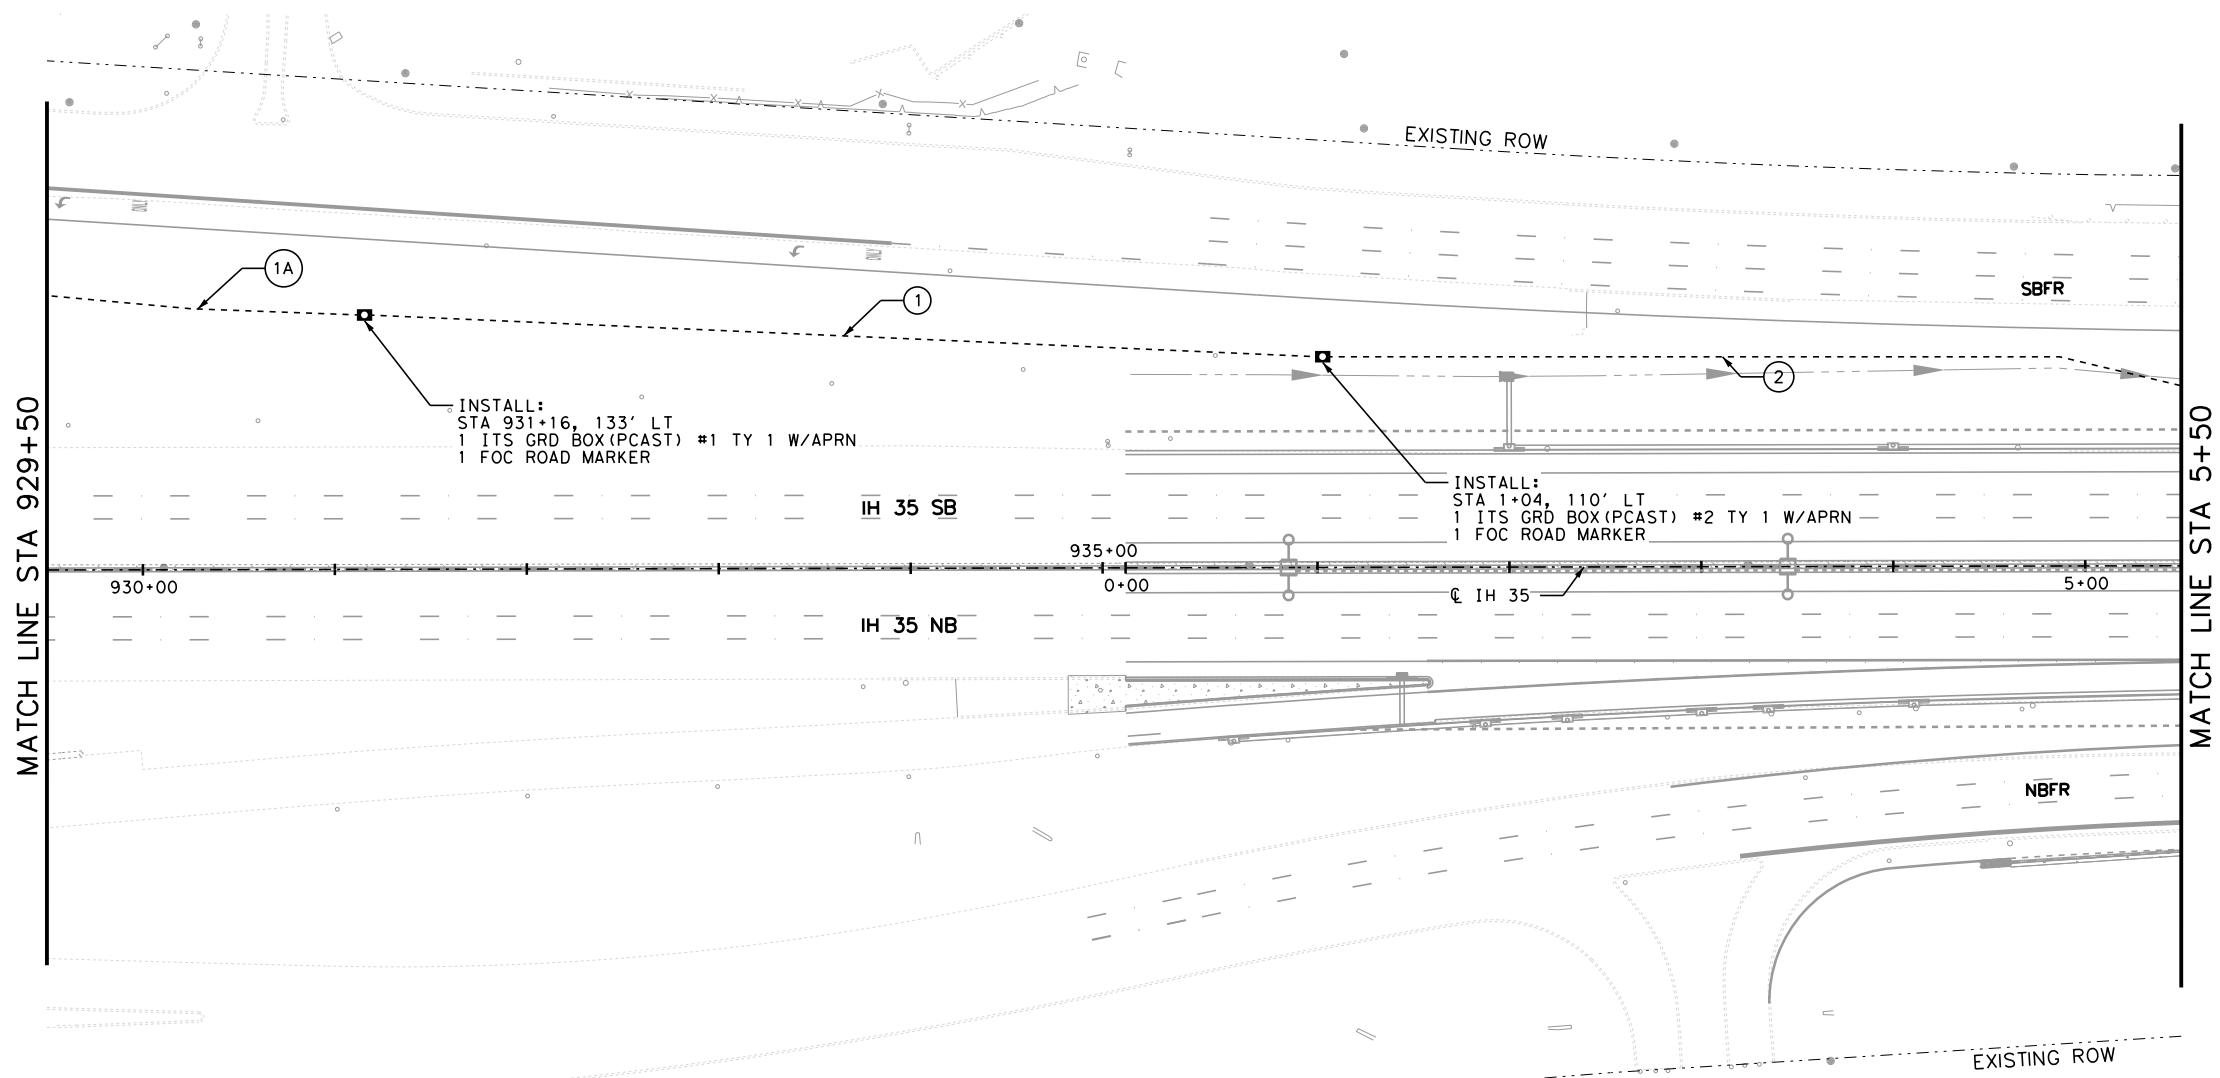 EXISTING ROW
SBFR
1A
1
2
INSTALL:
STA 931+16, 133' LT
1 ITS GRD BOX(PCAST) #1 TY 1 W/APRN
1 FOC ROAD MARKER
INSTALL:
STA 1+04, 110' LT
1 ITS GRD BOX(PCAST) #2 TY 1 W/APRN
1 FOC ROAD MARKER
MATCH LINE STA 929+50
MATCH LINE STA 5+50
IH 35 SB
935+00
930+00
0+00
℄ IH 35
5+00
IH 35 NB
NBFR
EXISTING ROW